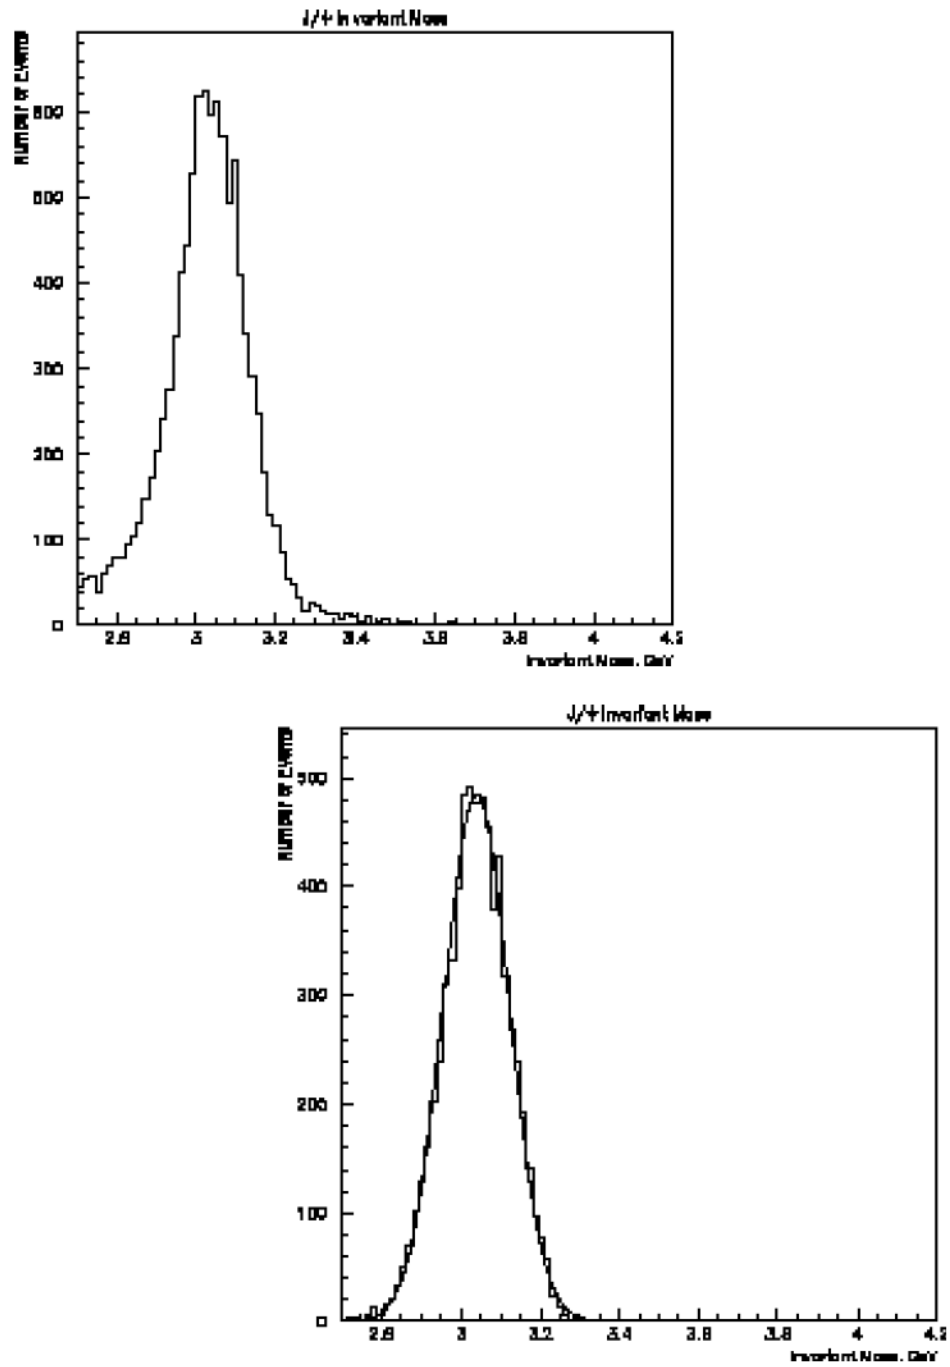 J/ψ Invariant Mass
Number of Events
600
500
400
300
200
100
0
2.8 3 3.2 3.4 3.6 3.8 4 4.2
Invariant Mass, GeV
J/ψ Invariant Mass
Number of Events
500
400
300
200
100
0
2.8 3 3.2 3.4 3.6 3.8 4 4.2
Invariant Mass, GeV